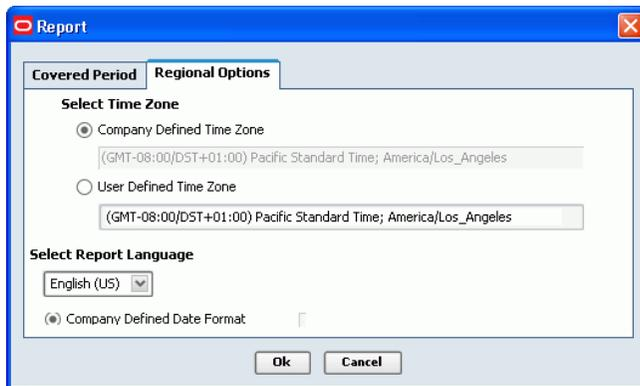 Report
Covered Period
Regional Options
Select Time Zone
Company Defined Time Zone
(GMT-08:00/DST+01:00) Pacific Standard Time; America/Los_Angeles
User Defined Time Zone
(GMT-08:00/DST+01:00) Pacific Standard Time; America/Los_Angeles
Select Report Language
English (US)
Company Defined Date Format
Ok
Cancel